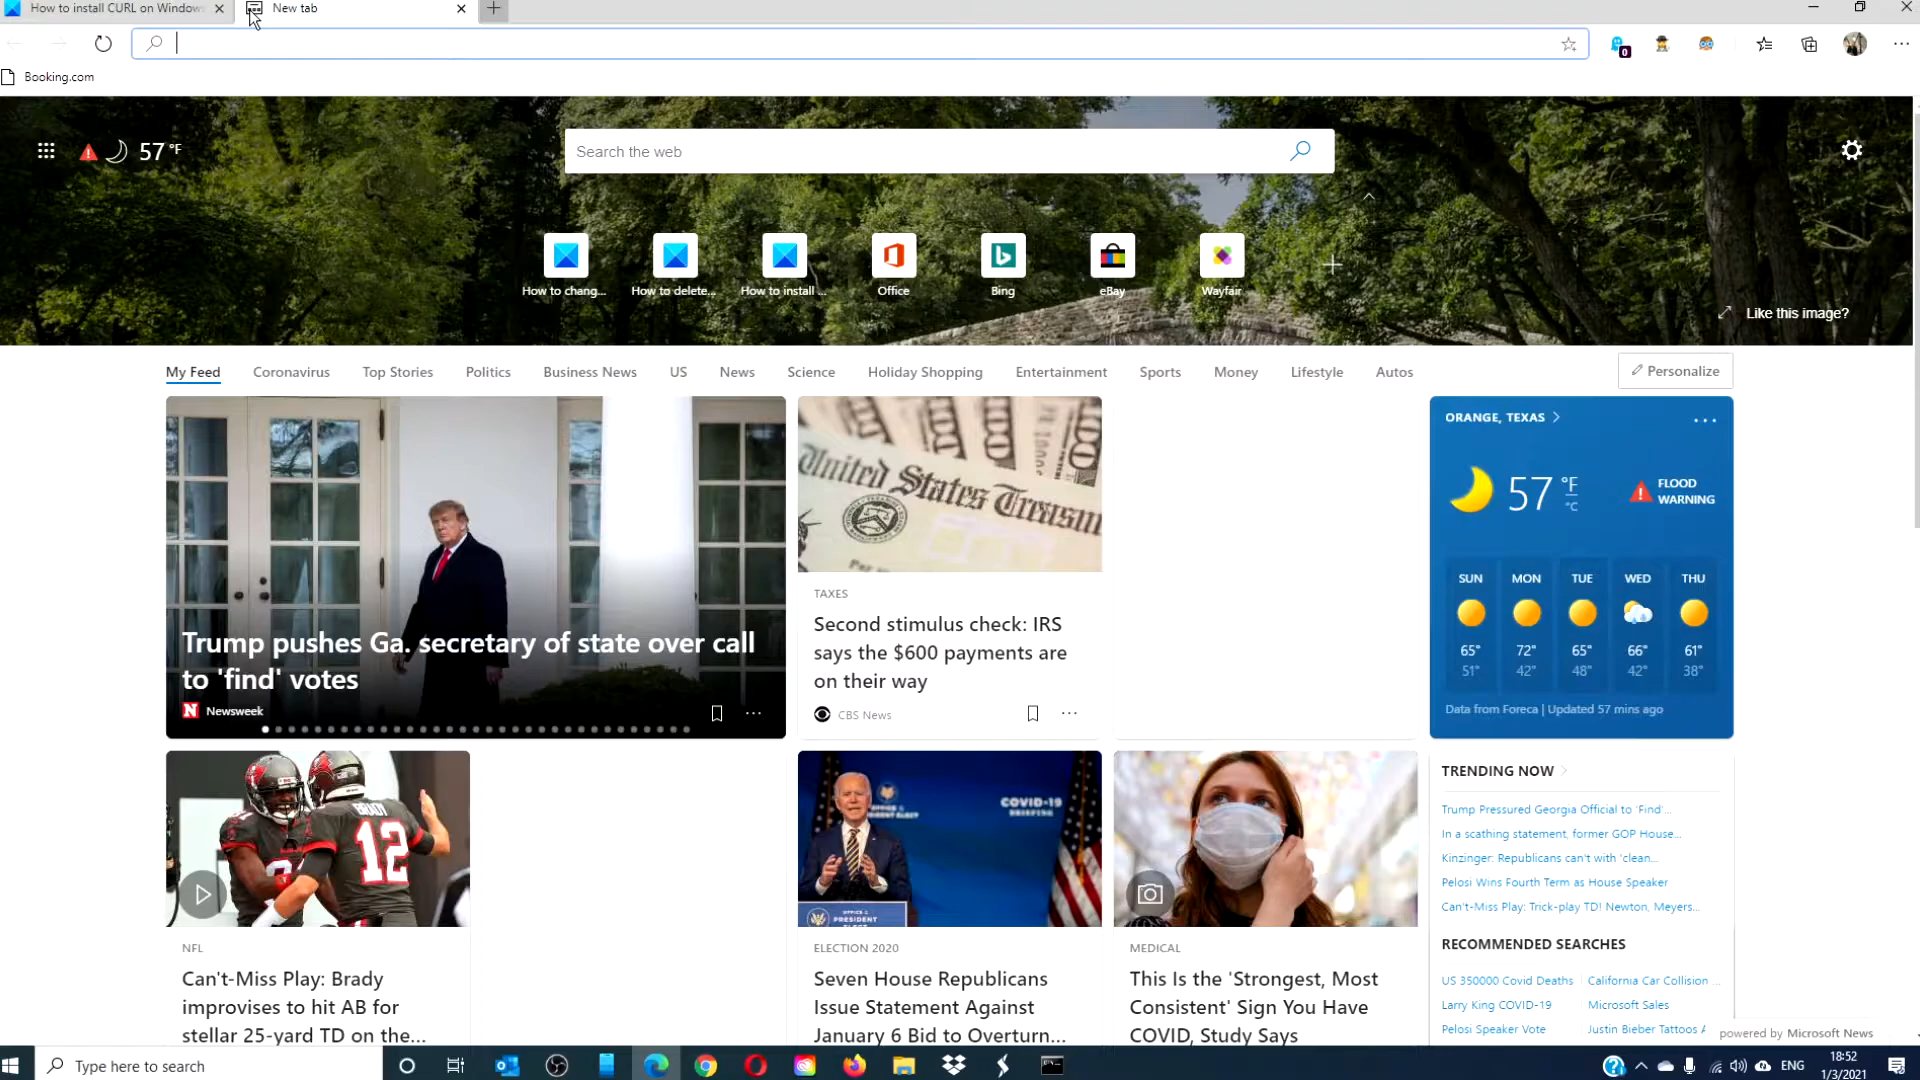 How to install CURL on Window
New tab
0
Booking.com
57 °F
Search the web
How to chang...
How to delete...
How to install ...
Office
Bing
eBay
Wayfair
Like this image?
My Feed
Coronavirus
Top Stories
Politics
Business News
US
News
Science
Holiday Shopping
Entertainment
Sports
Money
Lifestyle
Autos
Personalize
Trump pushes Ga. secretary of state over call
to 'find' votes
Newsweek
United States Treasu
TAXES
Second stimulus check: IRS
says the $600 payments are
on their way
CBS News
ORANGE, TEXAS
57 °F
°C
FLOOD
WARNING
SUN MON TUE WED THU
65° 72° 65° 66° 61°
51° 42° 48° 42° 38°
Data from Foreca | Updated 57 mins ago
BRADY
12
NFL
Can't-Miss Play: Brady
improvises to hit AB for
stellar 25-yard TD on the...
COVID-19
BRIEFING
PRESIDENT
ELECT
ELECTION 2020
Seven House Republicans
Issue Statement Against
January 6 Bid to Overturn...
MEDICAL
This Is the 'Strongest, Most
Consistent' Sign You Have
COVID, Study Says
TRENDING NOW
Trump Pressured Georgia Official to 'Find'...
In a scathing statement, former GOP House...
Kinzinger: Republicans can't with 'clean...
Pelosi Wins Fourth Term as House Speaker
Can't-Miss Play: Trick-play TD! Newton, Meyers...
RECOMMENDED SEARCHES
US 350000 Covid Deaths
California Car Collision ...
Larry King COVID-19
Microsoft Sales
Pelosi Speaker Vote
Justin Bieber Tattoos
powered by Microsoft News
Type here to search
ENG
18:52
1/3/2021